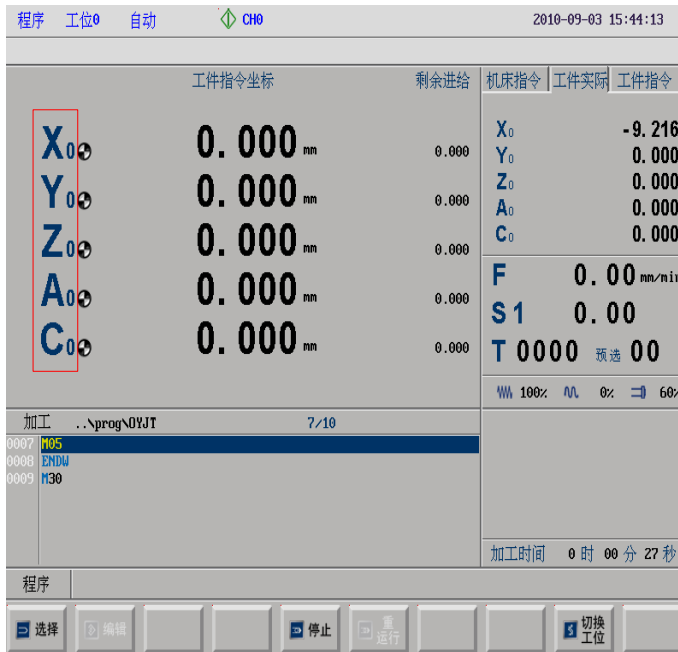 程序 工位0 自动 CH0 2010-09-03 15:44:13
工件指令坐标 剩余进给 机床指令 工件实际 工件指令
X0 0.000 mm 0.000
Y0 0.000 mm 0.000
Z0 0.000 mm 0.000
A0 0.000 mm 0.000
C0 0.000 mm 0.000
X0 -9.216
Y0 0.000
Z0 0.000
A0 0.000
C0 0.000
F 0.00 mm/mi
S1 0.00
T 0000 预选 00
100% 0% 60%
加工 ..\prog\OYJT 7/10
0007 M05
0008 ENDW
0009 M30
加工时间 0 时 00 分 27 秒
程序
选择 编辑 停止 重运行 切换工位